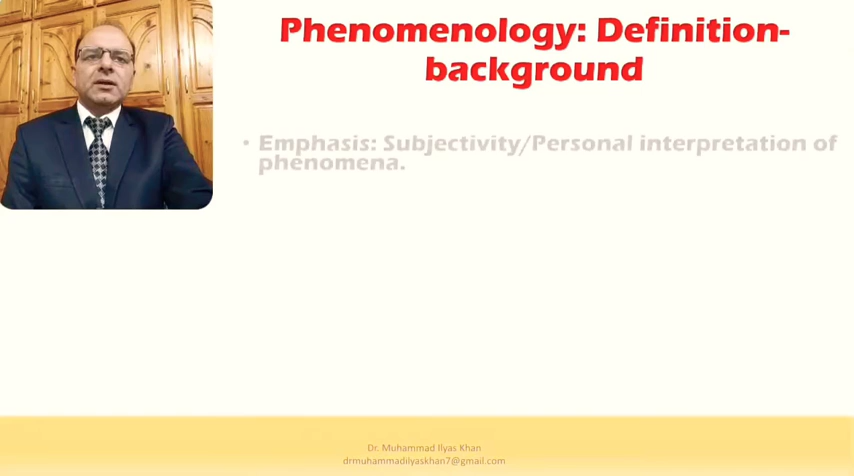 Phenomenology: Definition-
background
• Emphasis: Subjectivity/Personal interpretation of
phenomena.
Dr. Muhammad Ilyas Khan
drmuhammadilyaskhan7@gmail.com